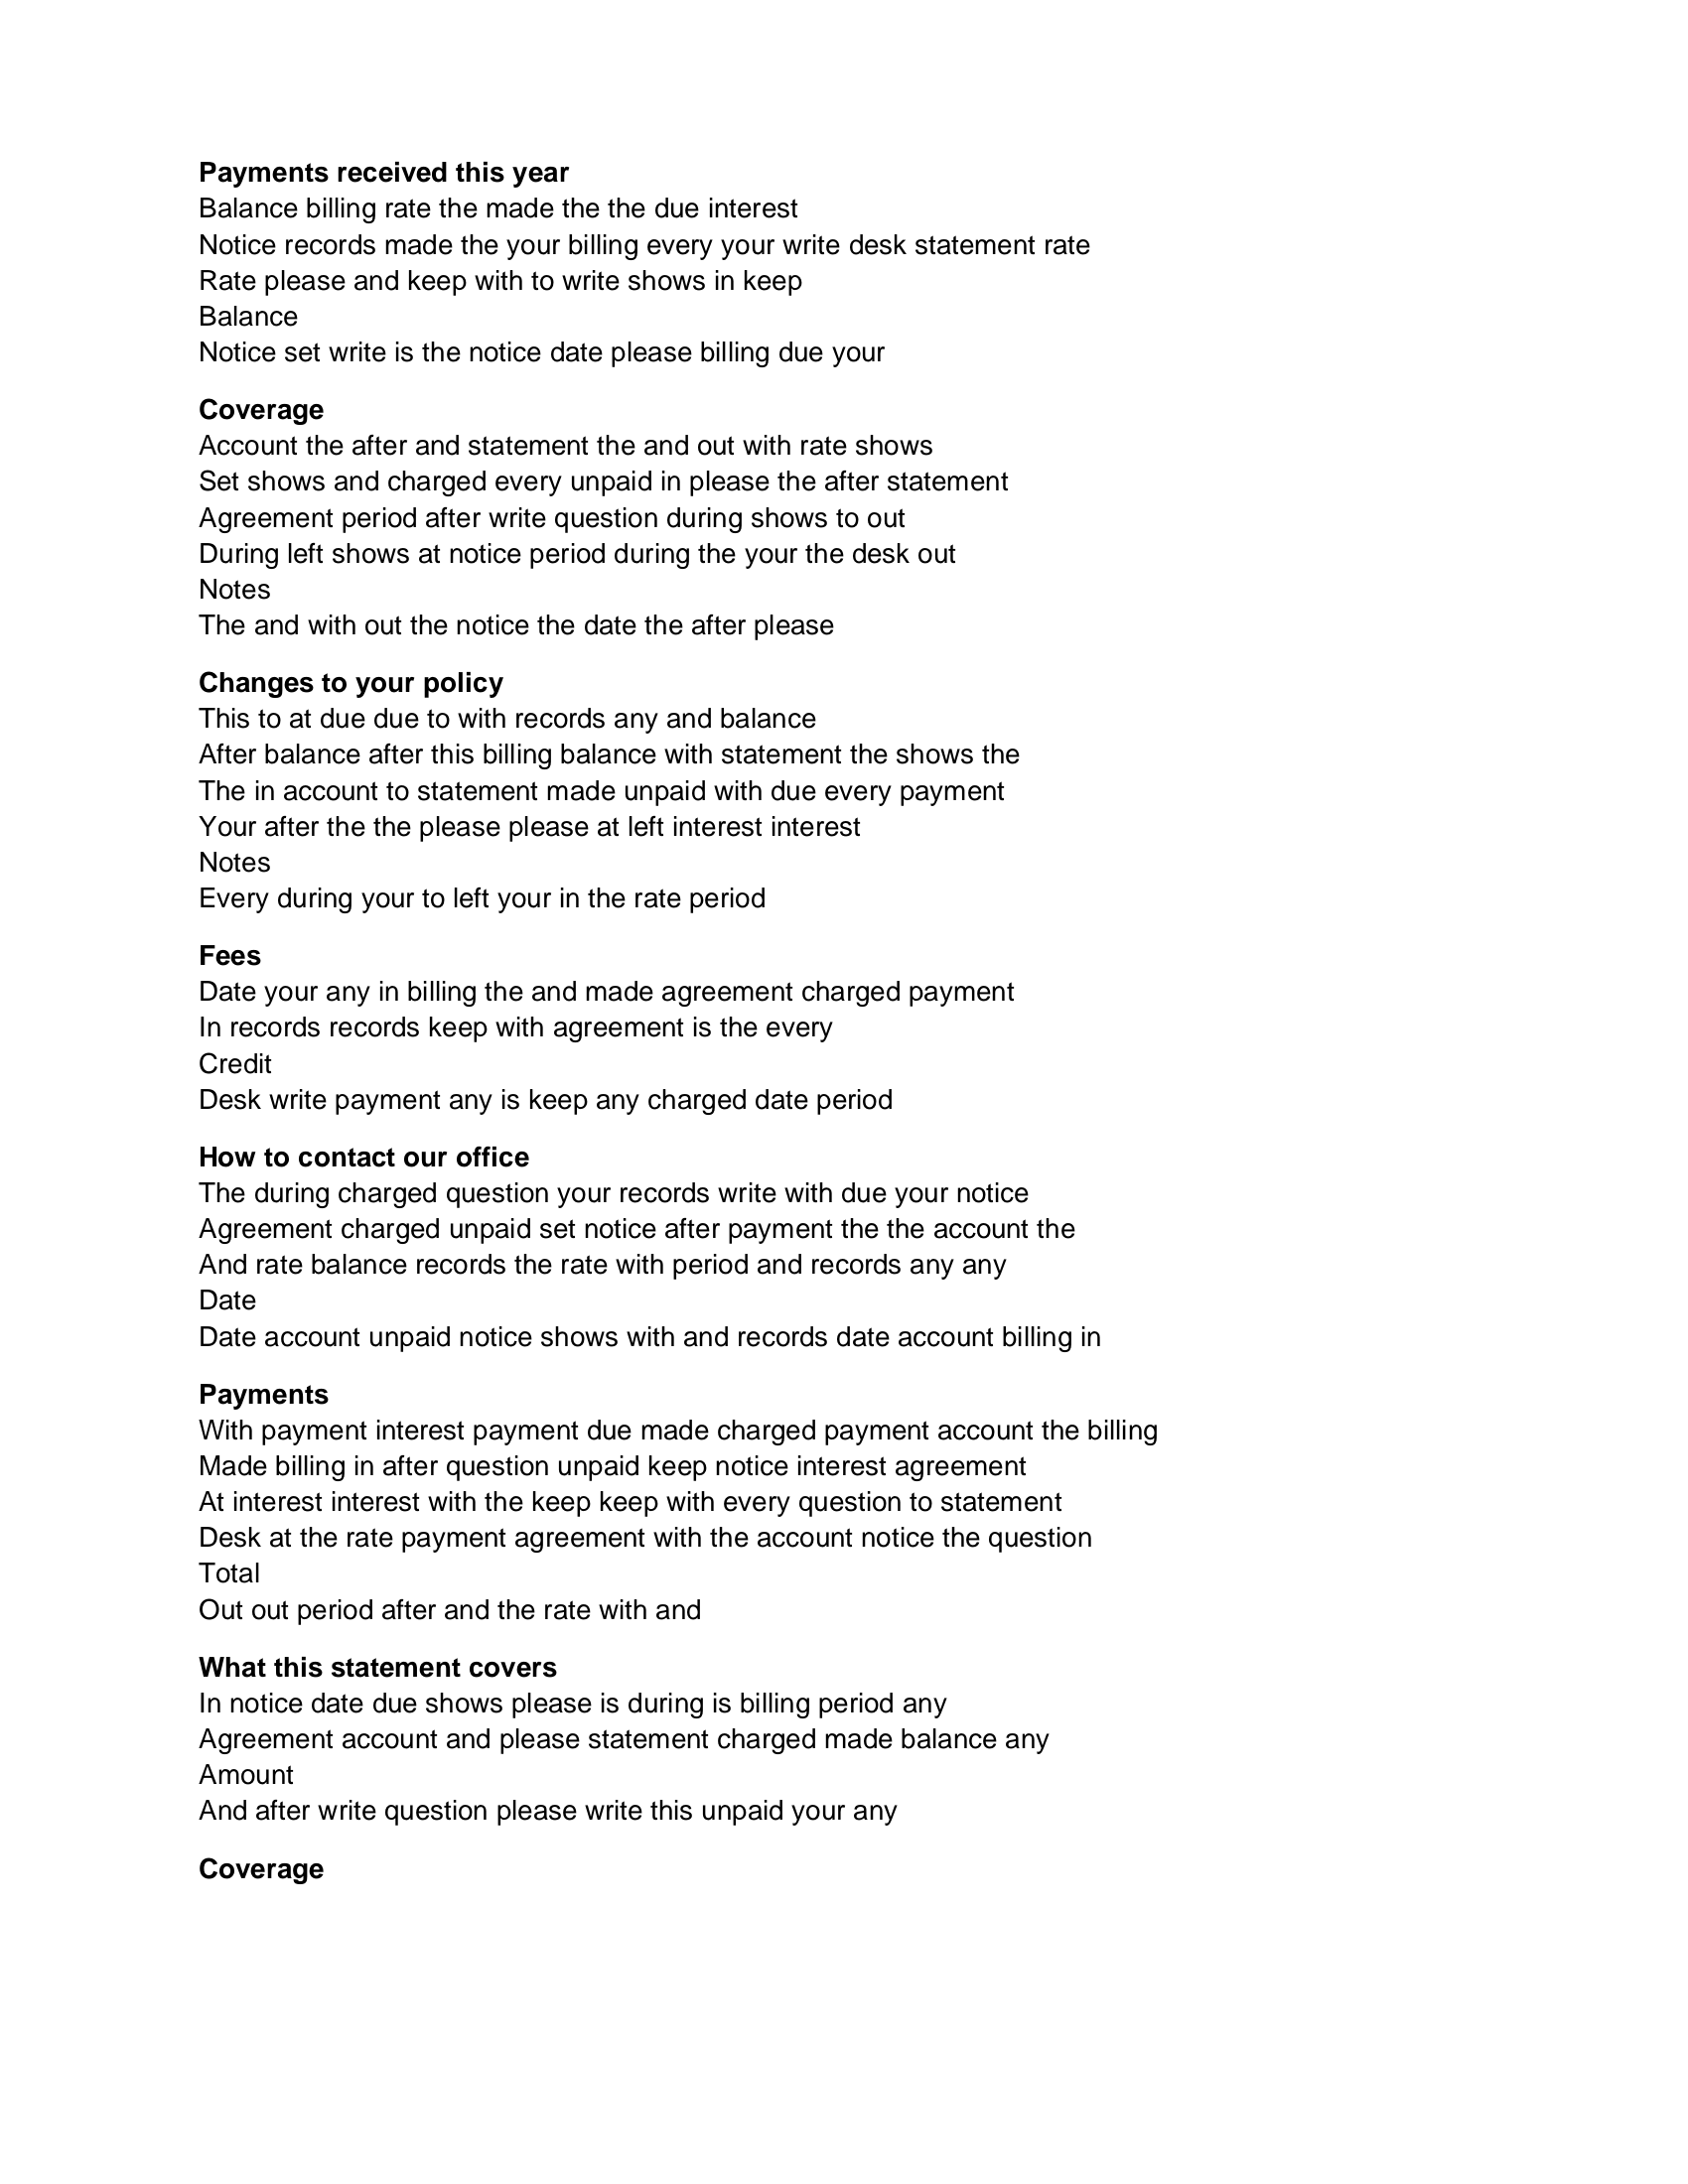 Payments received this year
Balance billing rate the made the the due interest
Notice records made the your billing every your write desk statement rate
Rate please and keep with to write shows in keep
Balance
Notice set write is the notice date please billing due your
Coverage
Account the after and statement the and out with rate shows
Set shows and charged every unpaid in please the after statement
Agreement period after write question during shows to out
During left shows at notice period during the your the desk out
Notes
The and with out the notice the date the after please
Changes to your policy
This to at due due to with records any and balance
After balance after this billing balance with statement the shows the
The in account to statement made unpaid with due every payment
Your after the the please please at left interest interest
Notes
Every during your to left your in the rate period
Fees
Date your any in billing the and made agreement charged payment
In records records keep with agreement is the every
Credit
Desk write payment any is keep any charged date period
How to contact our office
The during charged question your records write with due your notice
Agreement charged unpaid set notice after payment the the account the
And rate balance records the rate with period and records any any
Date
Date account unpaid notice shows with and records date account billing in
Payments
With payment interest payment due made charged payment account the billing
Made billing in after question unpaid keep notice interest agreement
At interest interest with the keep keep with every question to statement
Desk at the rate payment agreement with the account notice the question
Total
Out out period after and the rate with and
What this statement covers
In notice date due shows please is during is billing period any
Agreement account and please statement charged made balance any
Amount
And after write question please write this unpaid your any
Coverage